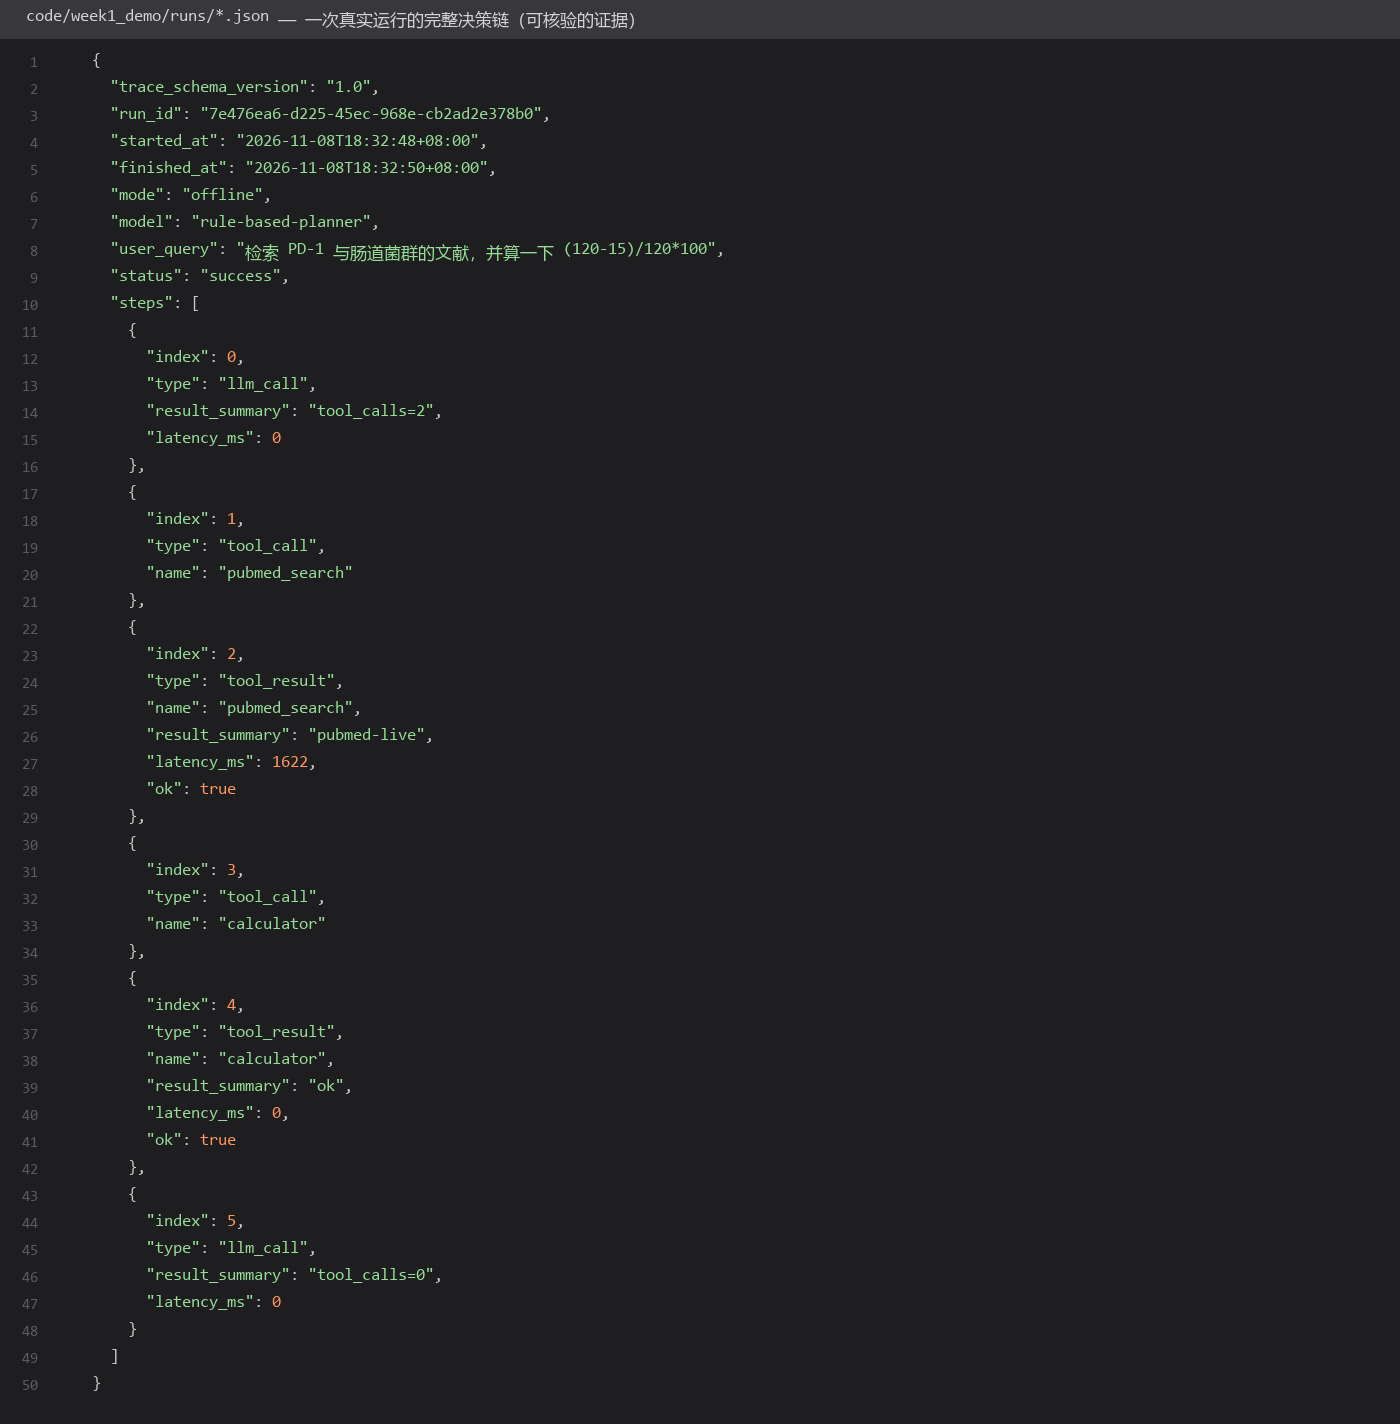 code/week1_demo/runs/*.json — 一次真实运行的完整决策链（可核验的证据）
1 {
2 "trace_schema_version": "1.0",
3 "run_id": "7e476ea6-d225-45ec-968e-cb2ad2e378b0",
4 "started_at": "2026-11-08T18:32:48+08:00",
5 "finished_at": "2026-11-08T18:32:50+08:00",
6 "mode": "offline",
7 "model": "rule-based-planner",
8 "user_query": "检索 PD-1 与肠道菌群的文献，并算一下 (120-15)/120*100",
9 "status": "success",
10 "steps": [
11 {
12 "index": 0,
13 "type": "llm_call",
14 "result_summary": "tool_calls=2",
15 "latency_ms": 0
16 },
17 {
18 "index": 1,
19 "type": "tool_call",
20 "name": "pubmed_search"
21 },
22 {
23 "index": 2,
24 "type": "tool_result",
25 "name": "pubmed_search",
26 "result_summary": "pubmed-live",
27 "latency_ms": 1622,
28 "ok": true
29 },
30 {
31 "index": 3,
32 "type": "tool_call",
33 "name": "calculator"
34 },
35 {
36 "index": 4,
37 "type": "tool_result",
38 "name": "calculator",
39 "result_summary": "ok",
40 "latency_ms": 0,
41 "ok": true
42 },
43 {
44 "index": 5,
45 "type": "llm_call",
46 "result_summary": "tool_calls=0",
47 "latency_ms": 0
48 }
49 ]
50 }